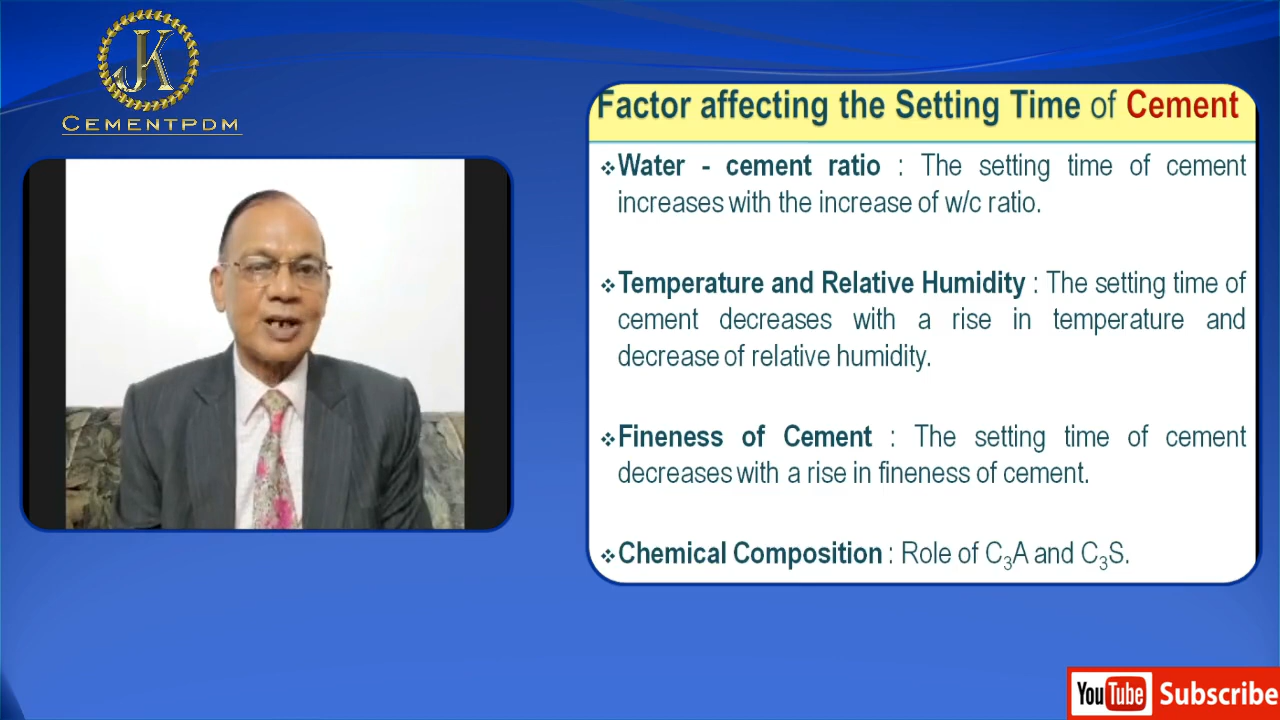 JK
CEMENTPDM
Factor affecting the Setting Time of Cement
❖Water - cement ratio : The setting time of cement
increases with the increase of w/c ratio.
❖Temperature and Relative Humidity : The setting time of
cement decreases with a rise in temperature and
decrease of relative humidity.
❖Fineness of Cement : The setting time of cement
decreases with a rise in fineness of cement.
❖Chemical Composition : Role of C₃A and C₃S.
YouTube Subscribe